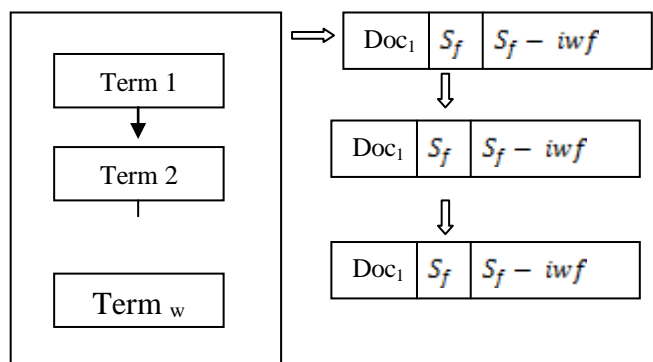 Term 1
Term 2
Term w
Doc1 Sf Sf − iwf
Doc1 Sf Sf − iwf
Doc1 Sf Sf − iwf